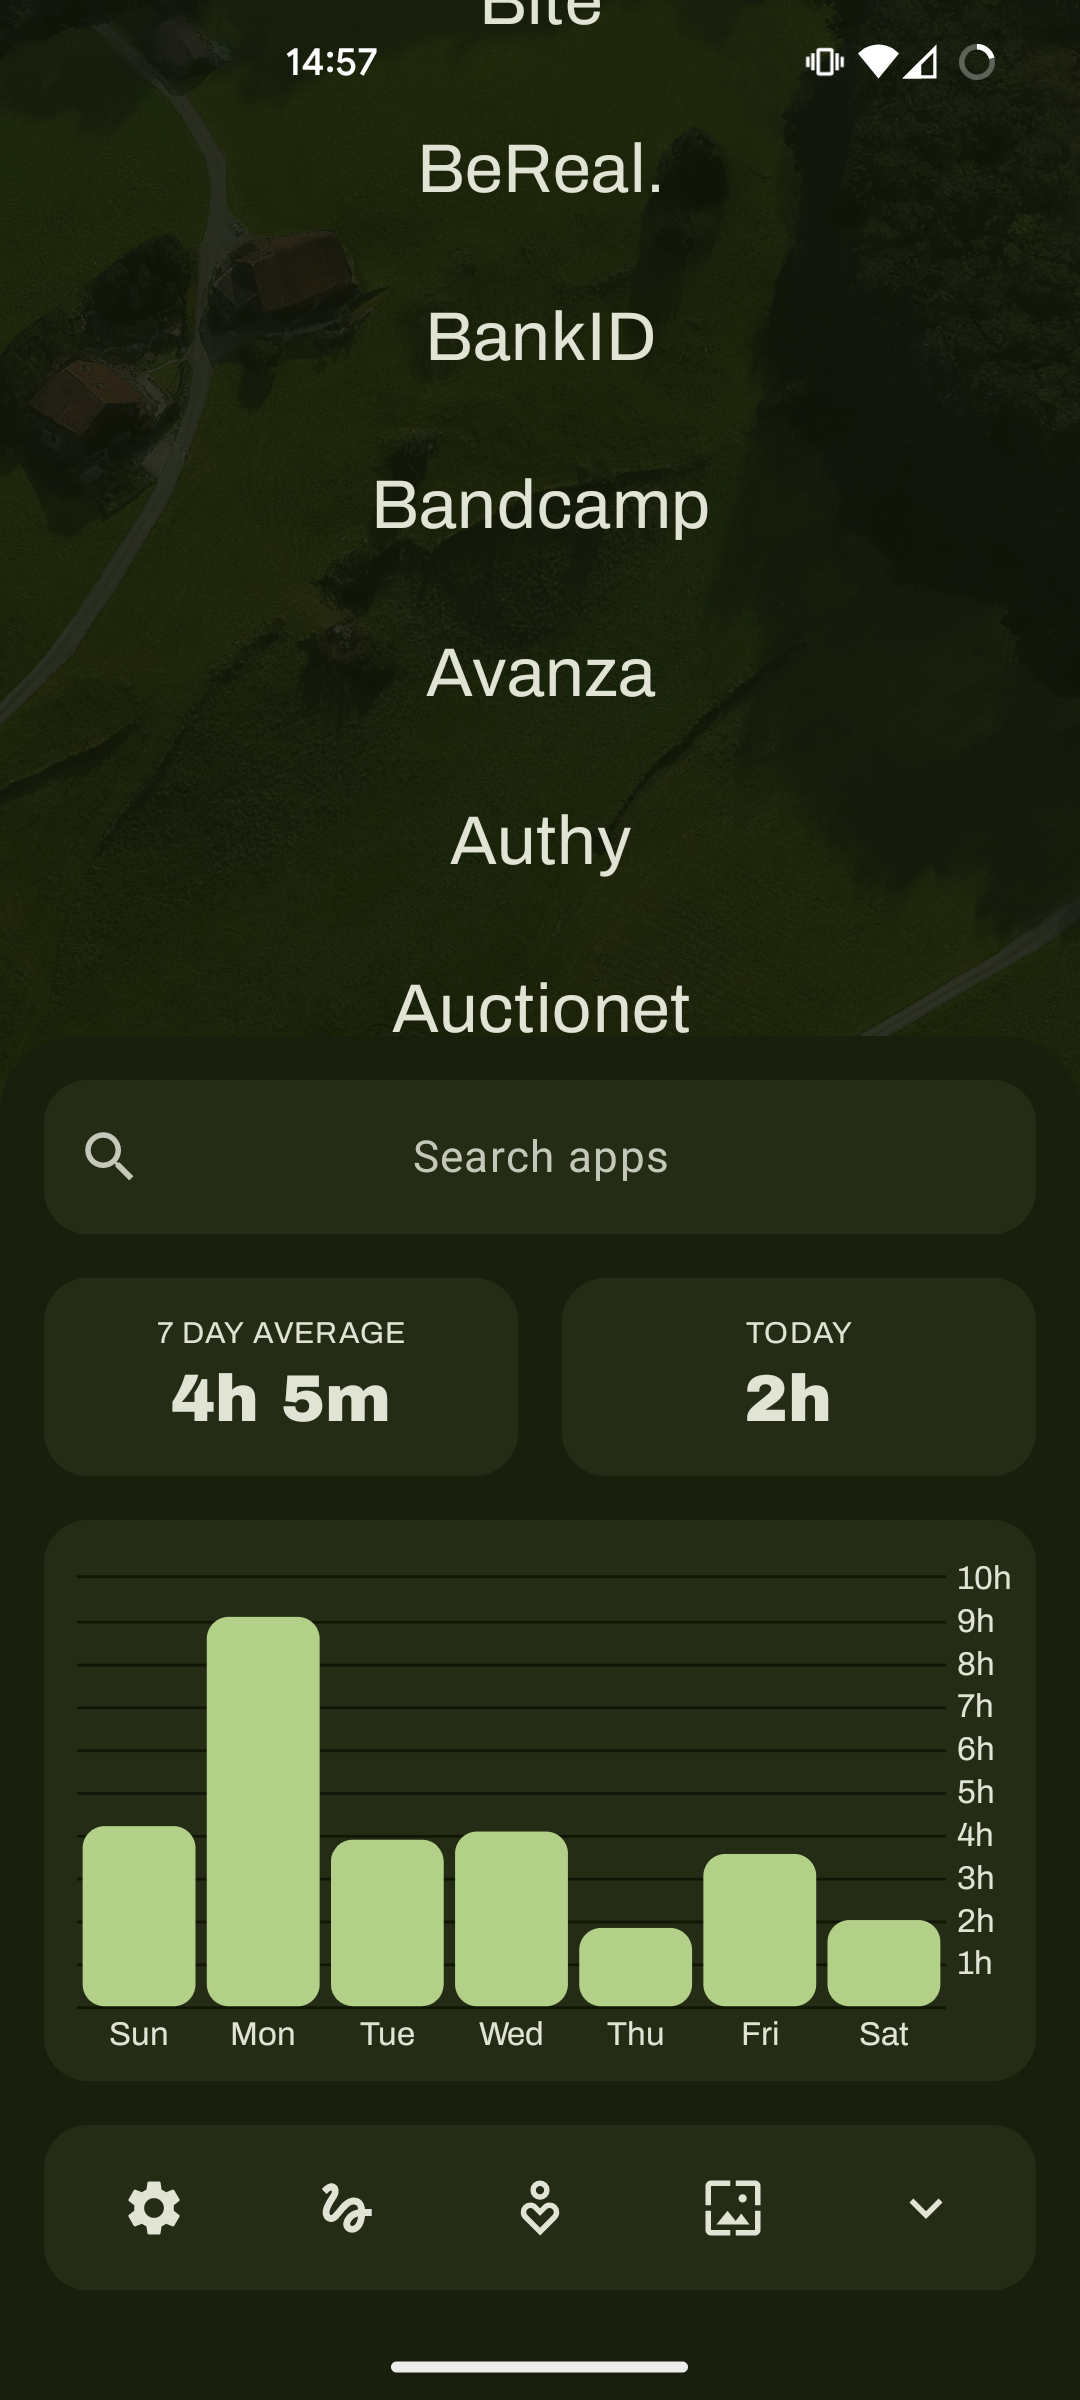 Bite
14:57
BeReal.
BankID
Bandcamp
Avanza
Authy
Auctionet
Search apps
7 DAY AVERAGE
4h 5m
TODAY
2h
10h
9h
8h
7h
6h
5h
4h
3h
2h
1h
Sun Mon Tue Wed Thu Fri Sat